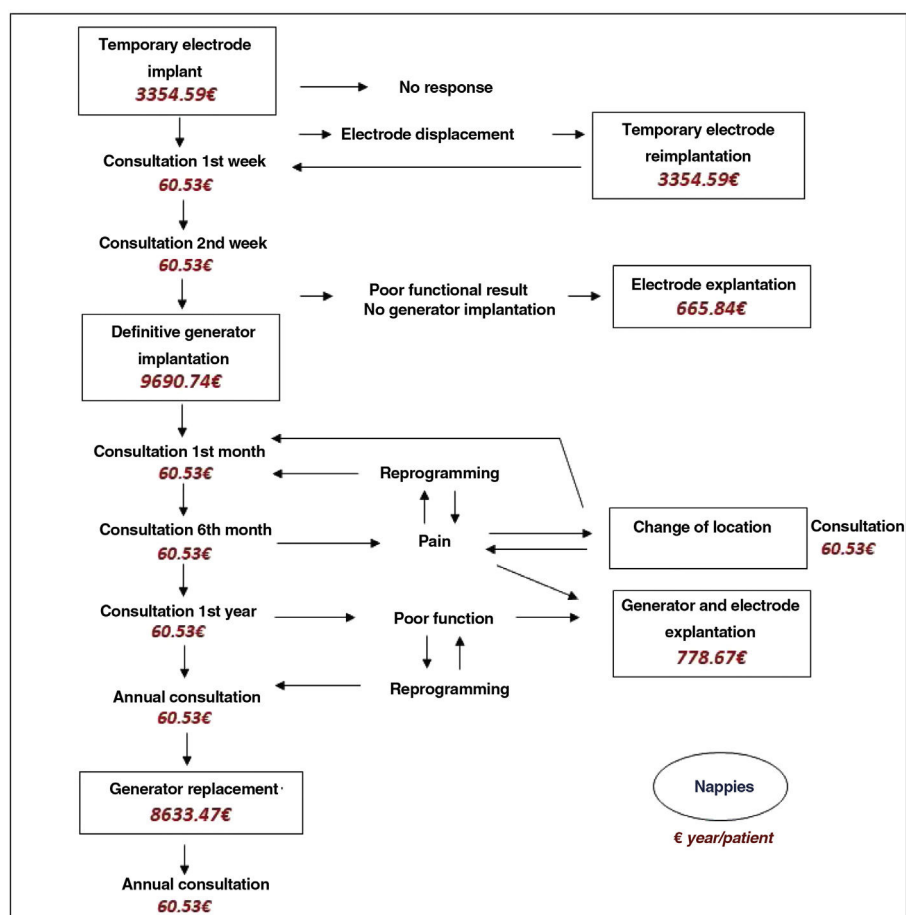 Temporary electrode
implant
3354.59€
No response
Electrode displacement
Temporary electrode
reimplantation
3354.59€
Consultation 1st week
60.53€
Consultation 2nd week
60.53€
Poor functional result
No generator implantation
Electrode explantation
665.84€
Definitive generator
implantation
9690.74€
Consultation 1st month
60.53€
Reprogramming
Consultation 6th month
60.53€
Pain
Change of location
Consultation
60.53€
Consultation 1st year
60.53€
Poor function
Generator and electrode
explantation
778.67€
Reprogramming
Annual consultation
60.53€
Generator replacement
8633.47€
Nappies
€ year/patient
Annual consultation
60.53€